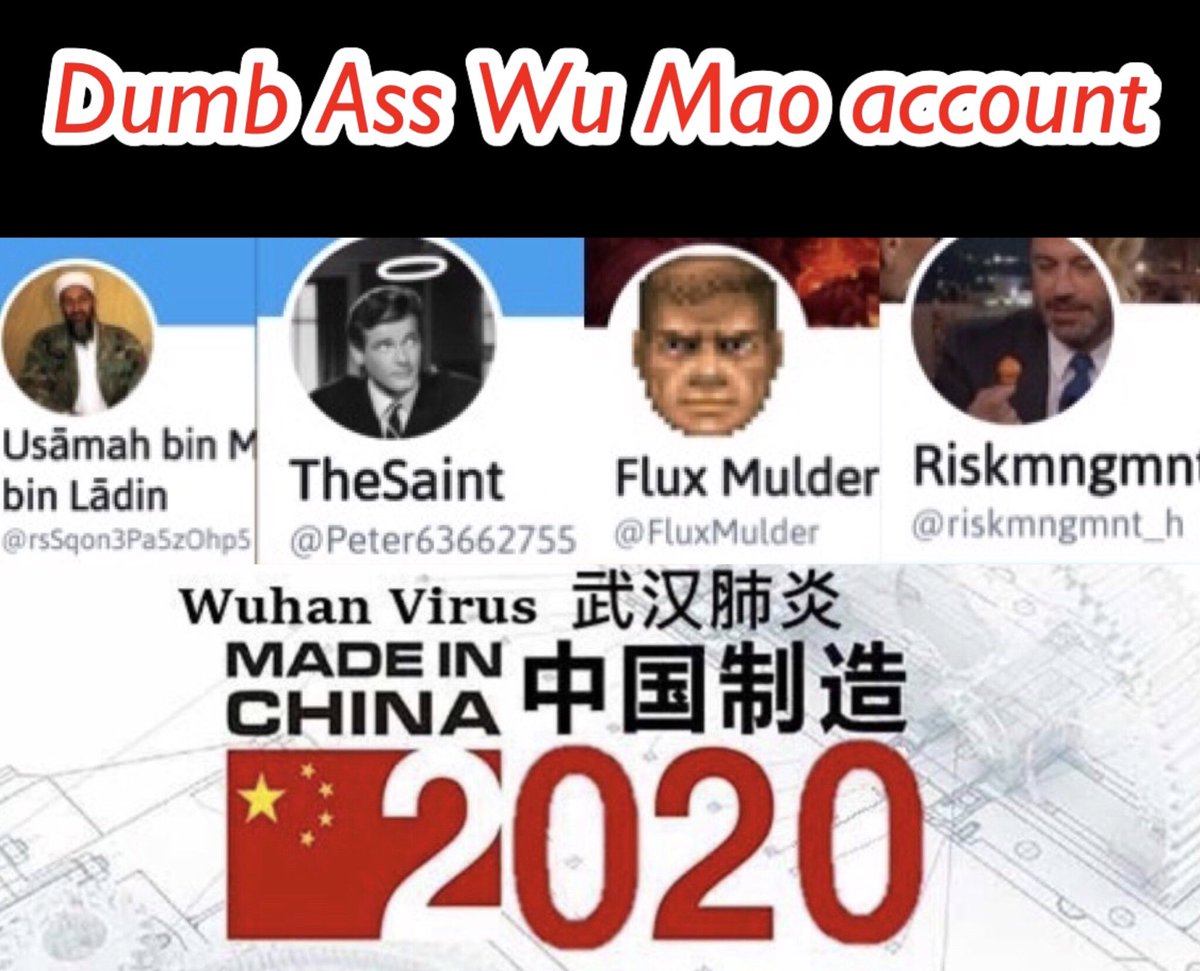 Dumb Ass Wu Mao account
Usāmah bin M
bin Lādin
@rsSqon3Pa5zOhp5
TheSaint
@Peter63662755
Flux Mulder
@FluxMulder
Riskmngmnt
@riskmngmnt_h
Wuhan Virus 武汉肺炎
MADE IN
CHINA 中国制造
2020